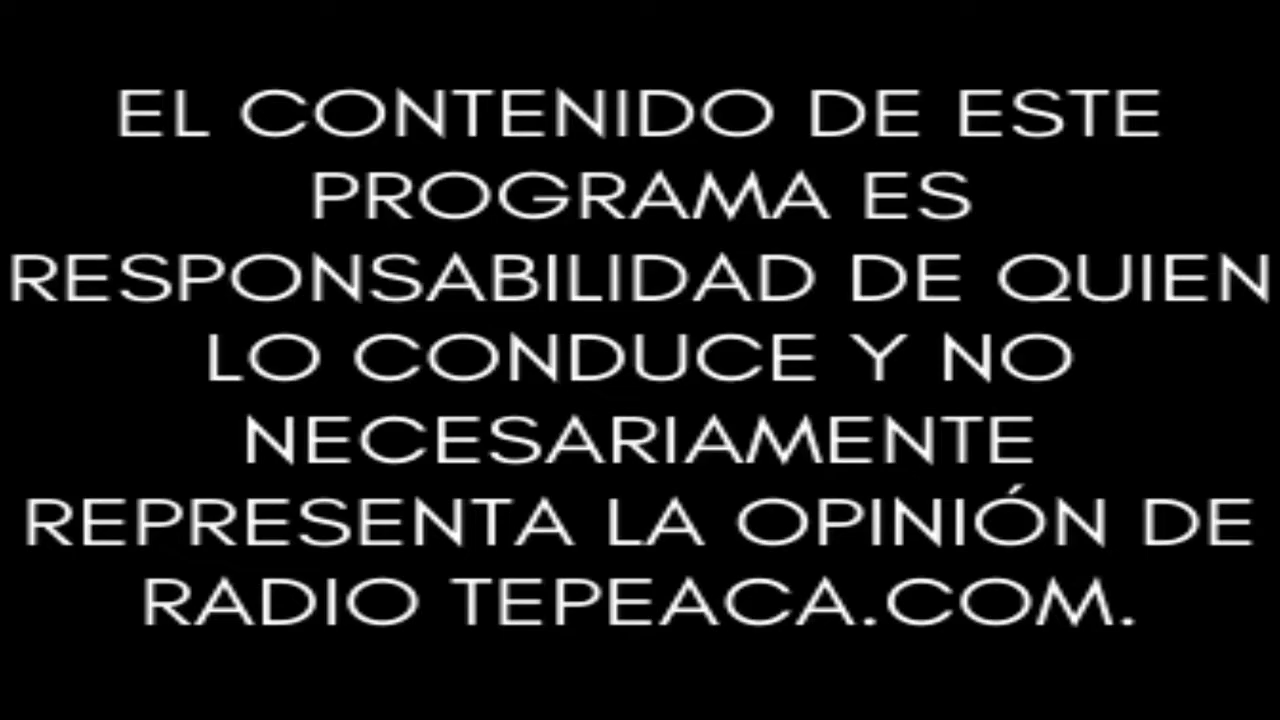 EL CONTENIDO DE ESTE
PROGRAMA ES
RESPONSABILIDAD DE QUIEN
LO CONDUCE Y NO
NECESARIAMENTE
REPRESENTA LA OPINIÓN DE
RADIO TEPEACA.COM.